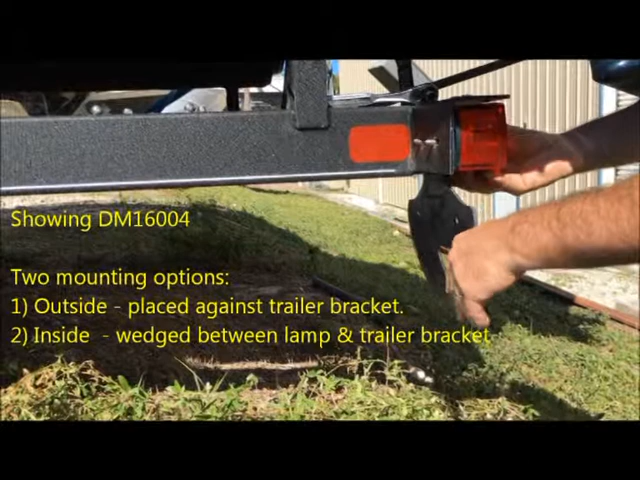 Showing DM16004
Two mounting options:
1) Outside - placed against trailer bracket.
2) Inside - wedged between lamp & trailer bracket